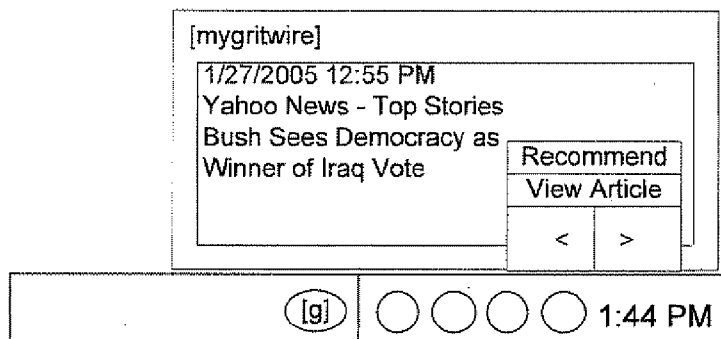 [mygritwire]
1/27/2005 12:55 PM
Yahoo News - Top Stories
Bush Sees Democracy as
Winner of Iraq Vote
Recommend
View Article
< >
[g] 1:44 PM